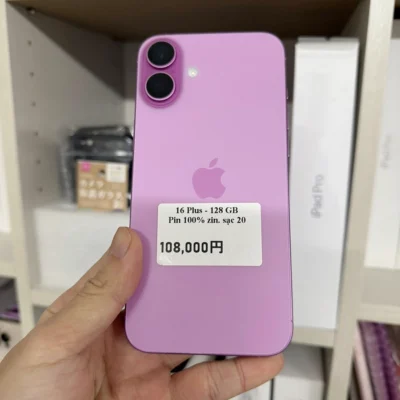 16 Plus - 128 GB
Pin 100% zin. sạc 20
108,000円
iPad Pro